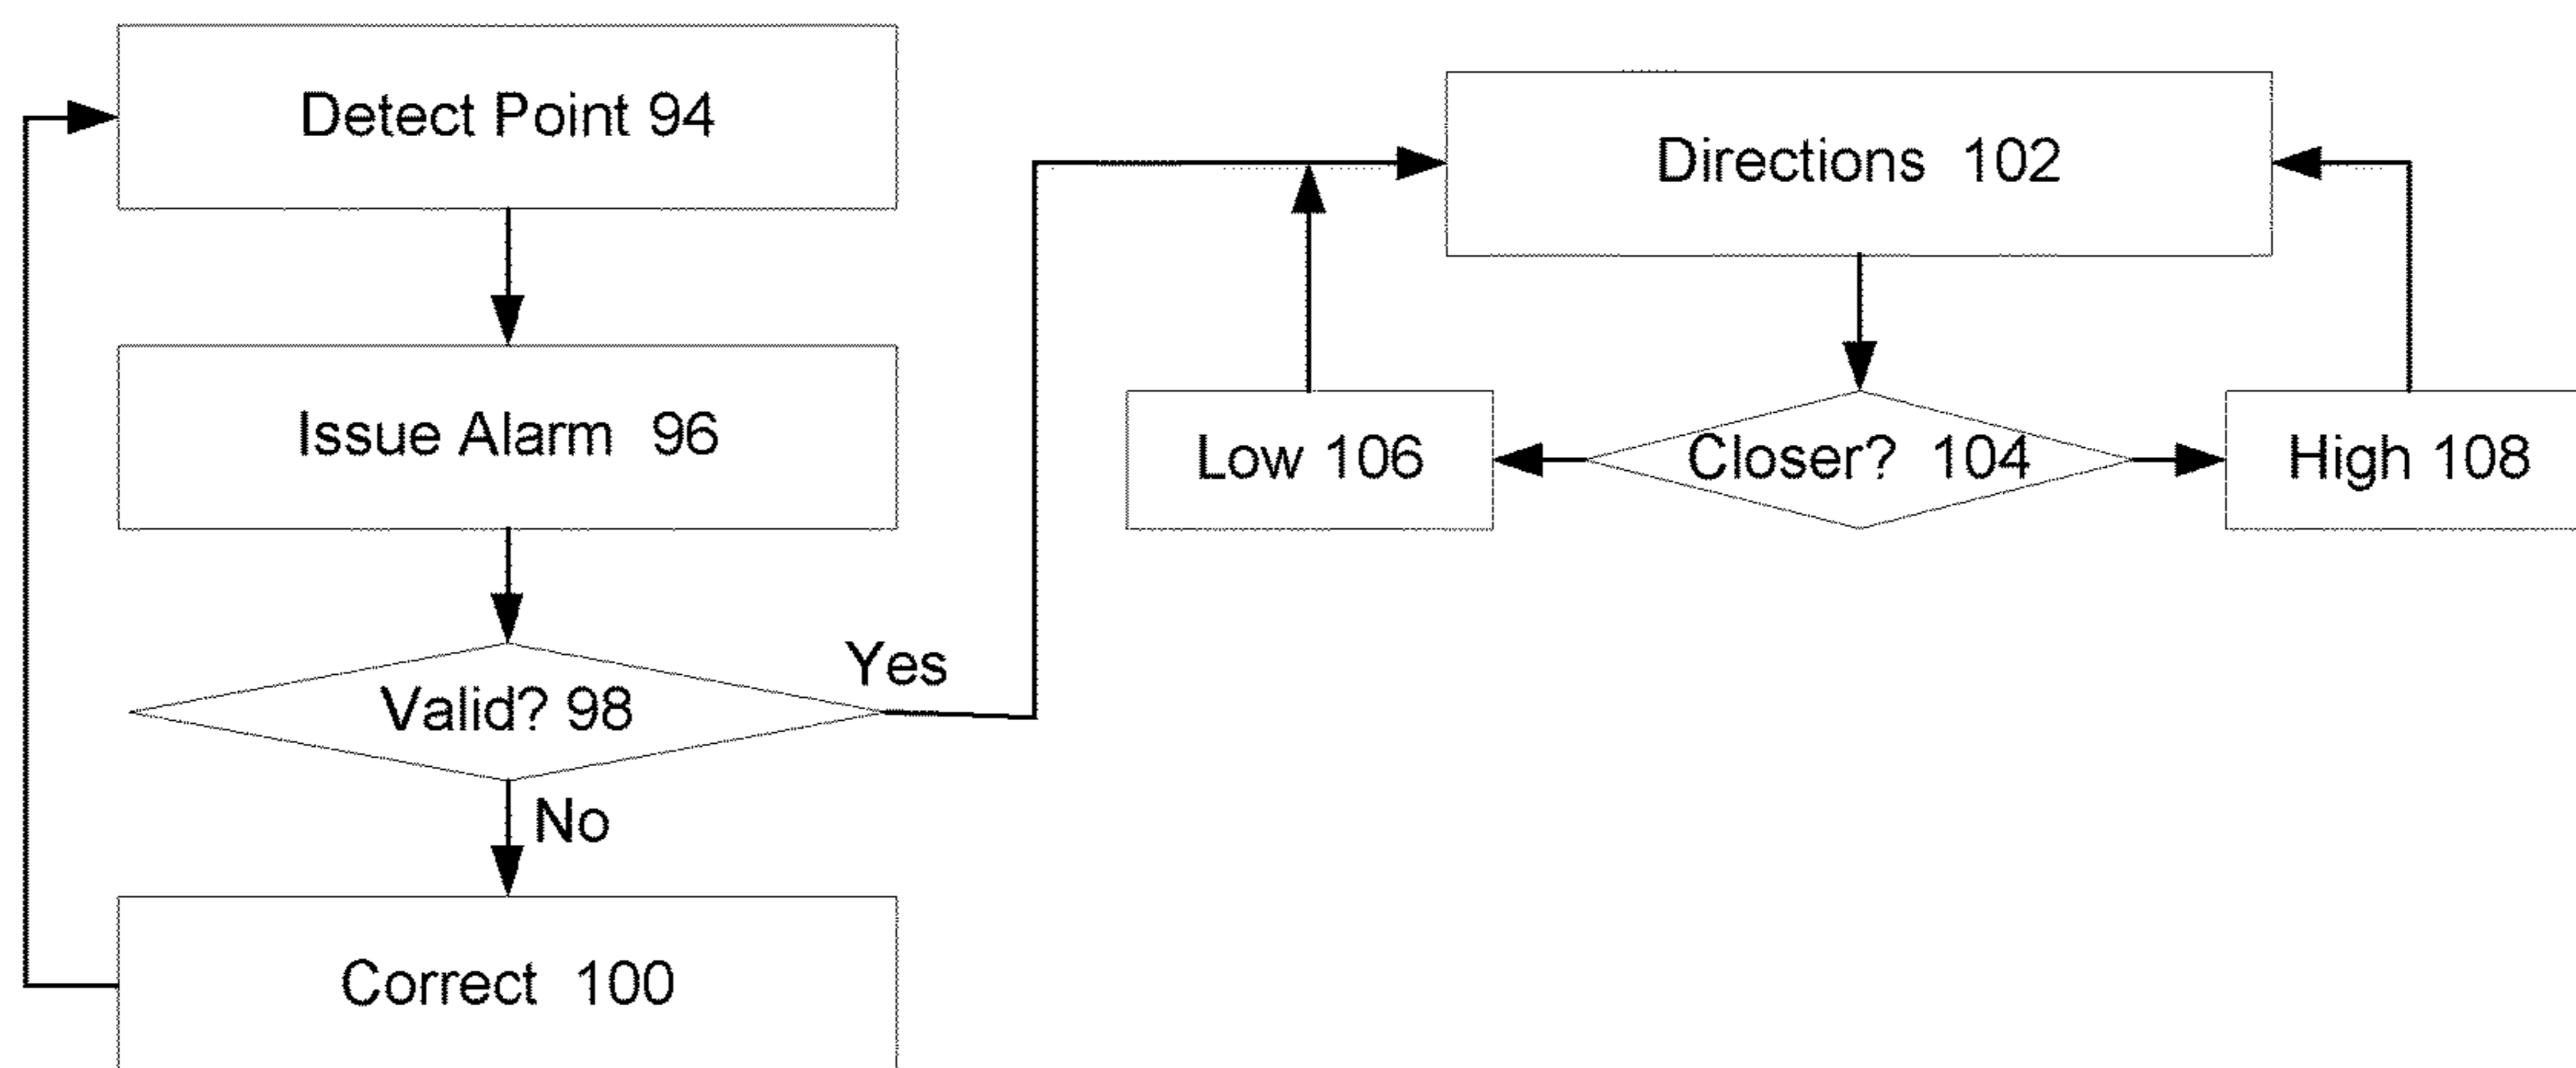 Detect Point 94
Issue Alarm 96
Valid? 98
Yes
No
Correct 100
Directions 102
Low 106
Closer? 104
High 108